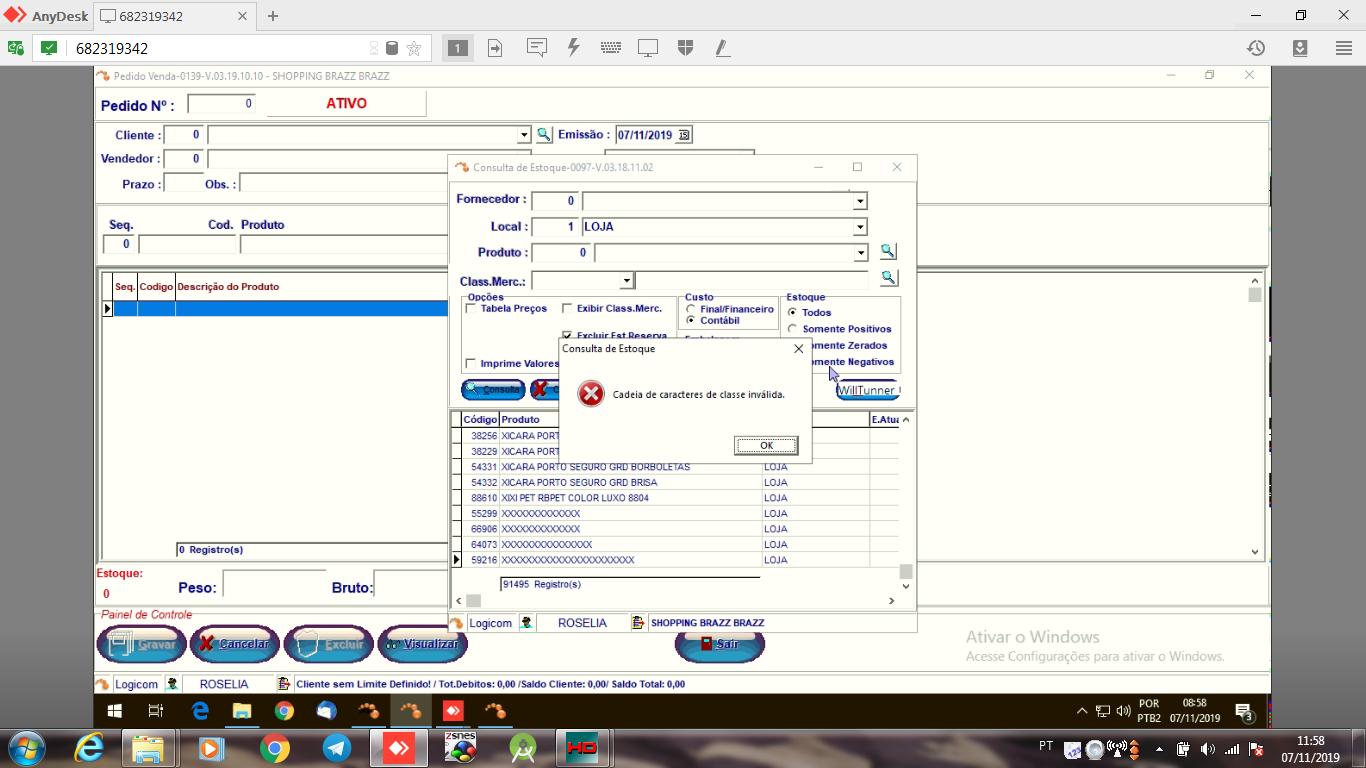 AnyDesk 682319342
682319342
1
Pedido Venda-0139-V.03.19.10.10 - SHOPPING BRAZZ BRAZZ
Pedido Nº : 0 ATIVO
Cliente : 0 Emissão : 07/11/2019 15
Vendedor : 0
Prazo : Obs. :
Seq. Cod. Produto
0
Seq. Codigo Descrição do Produto
0 Registro(s)
Estoque:
0
Peso: Bruto:
Painel de Controle
Gravar Cancelar Excluir Visualizar Sair
Logicom ROSELIA Cliente sem Limite Definido! / Tot.Debitos: 0,00 /Saldo Cliente: 0,00/ Saldo Total: 0,00
Consulta de Estoque-0097-V.03.18.11.02
Fornecedor : 0
Local : 1 LOJA
Produto : 0
Class.Merc.:
Opções
Tabela Preços Exibir Class.Merc.
Excluir Est.Reserva
Imprime Valores
Custo
Final/Financeiro
Contábil
Estoque
Todos
Somente Positivos
omente Zerados
omente Negativos
Consulta WillTunner
Consulta de Estoque
Cadeia de caracteres de classe inválida.
OK
Código Produto E.Atua
38256 XICARA PORT
38229 XICARA PORT
54331 XICARA PORTO SEGURO GRD BORBOLETAS LOJA
54332 XICARA PORTO SEGURO GRD BRISA LOJA
88610 XIXI PET RBPET COLOR LUXO 8804 LOJA
55299 XXXXXXXXXXXXX LOJA
66906 XXXXXXXXXXXXX LOJA
64073 XXXXXXXXXXXXXXX LOJA
59216 XXXXXXXXXXXXXXXXXXXXXX LOJA
91495 Registro(s)
Logicom ROSELIA SHOPPING BRAZZ BRAZZ
Ativar o Windows
Acesse Configurações para ativar o Windows.
POR
PTB2
08:58
07/11/2019
3
zsnes
HD
PT
11:58
07/11/2019